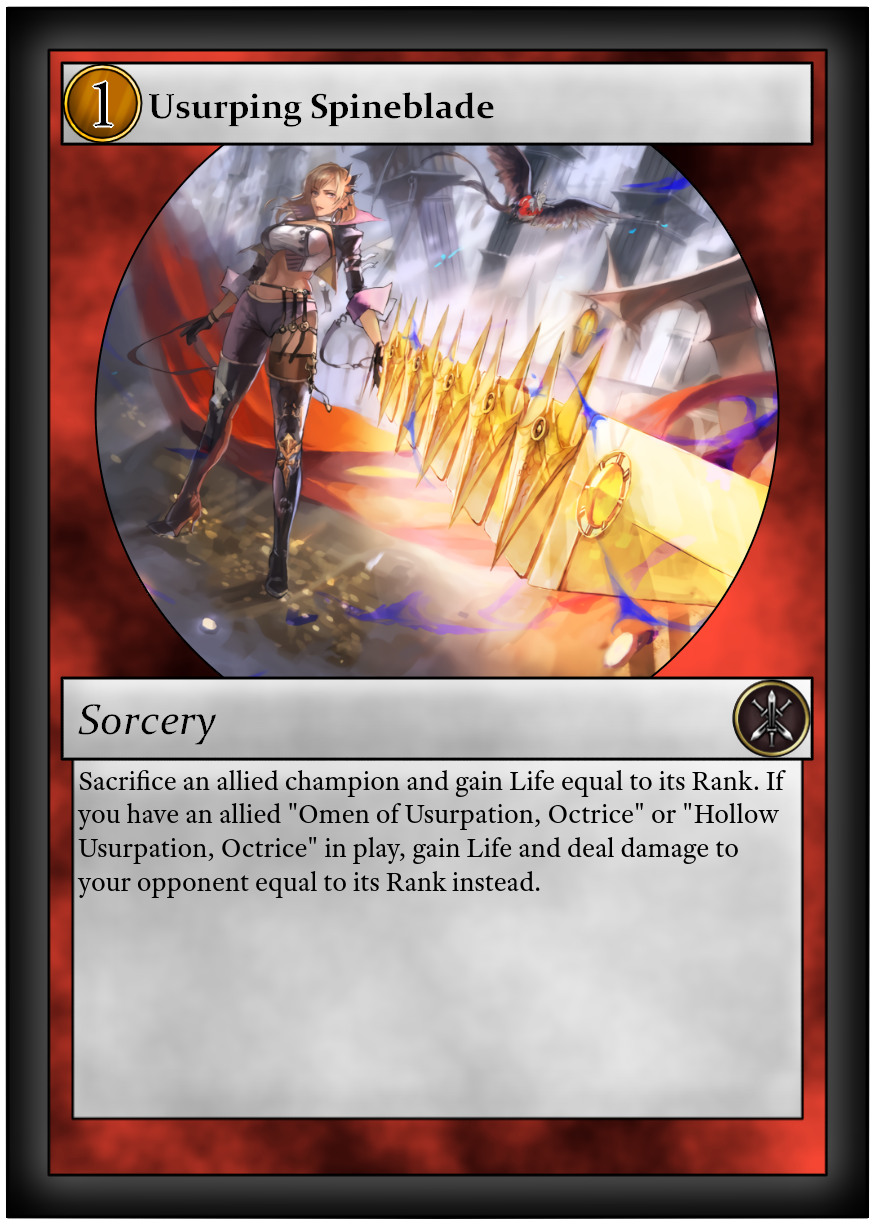 1 Usurping Spineblade
Sorcery
Sacrifice an allied champion and gain Life equal to its Rank. If
you have an allied "Omen of Usurpation, Octrice" or "Hollow
Usurpation, Octrice" in play, gain Life and deal damage to
your opponent equal to its Rank instead.